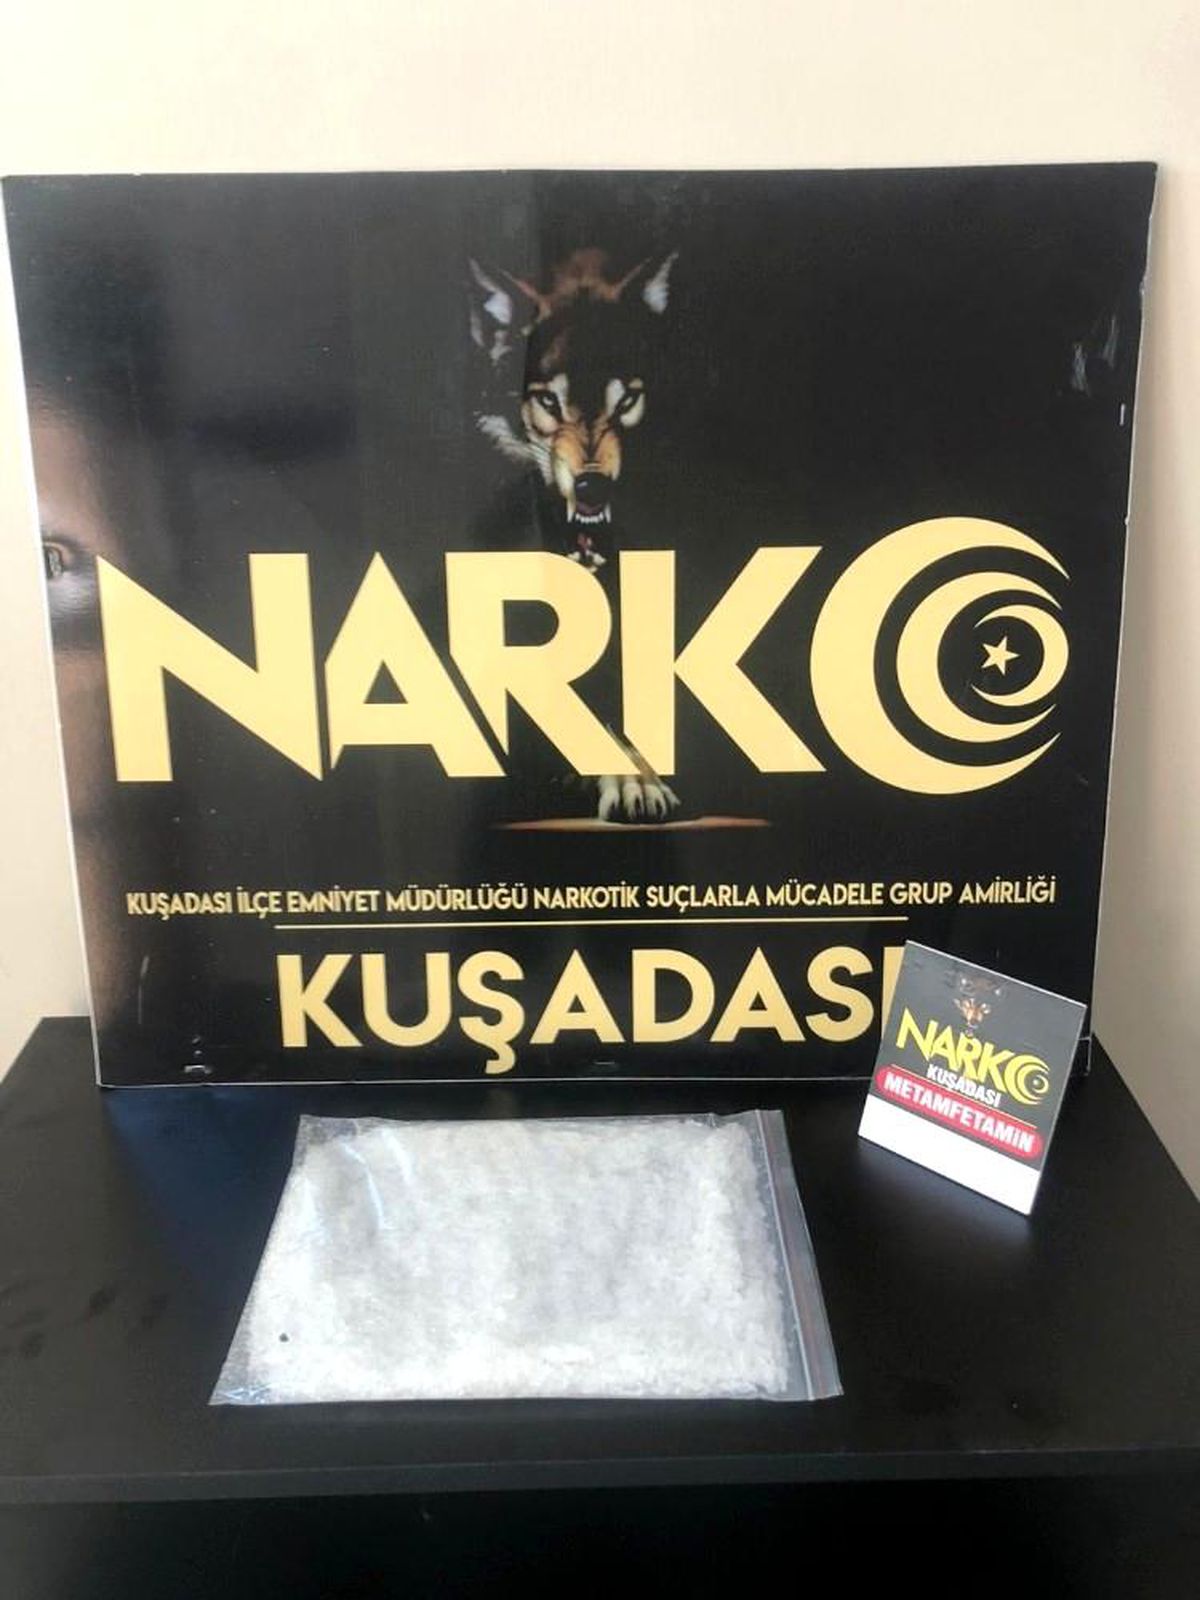 NARKO
KUŞADASI İLÇE EMNİYET MÜDÜRLÜĞÜ NARKOTİK SUÇLARLA MÜCADELE GRUP AMİRLİĞİ
KUŞADASI
NARKO
KUŞADASI
METAMFETAMİN